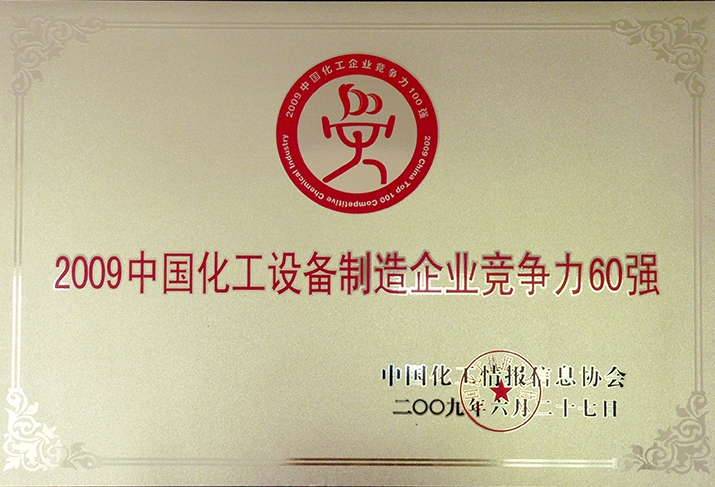 2009中国化工企业竞争力100强
2009 China Top 100 Competitive Chemical Industry
2009中国化工设备制造企业竞争力60强
中国化工情报信息协会
二〇〇九年六月二十七日